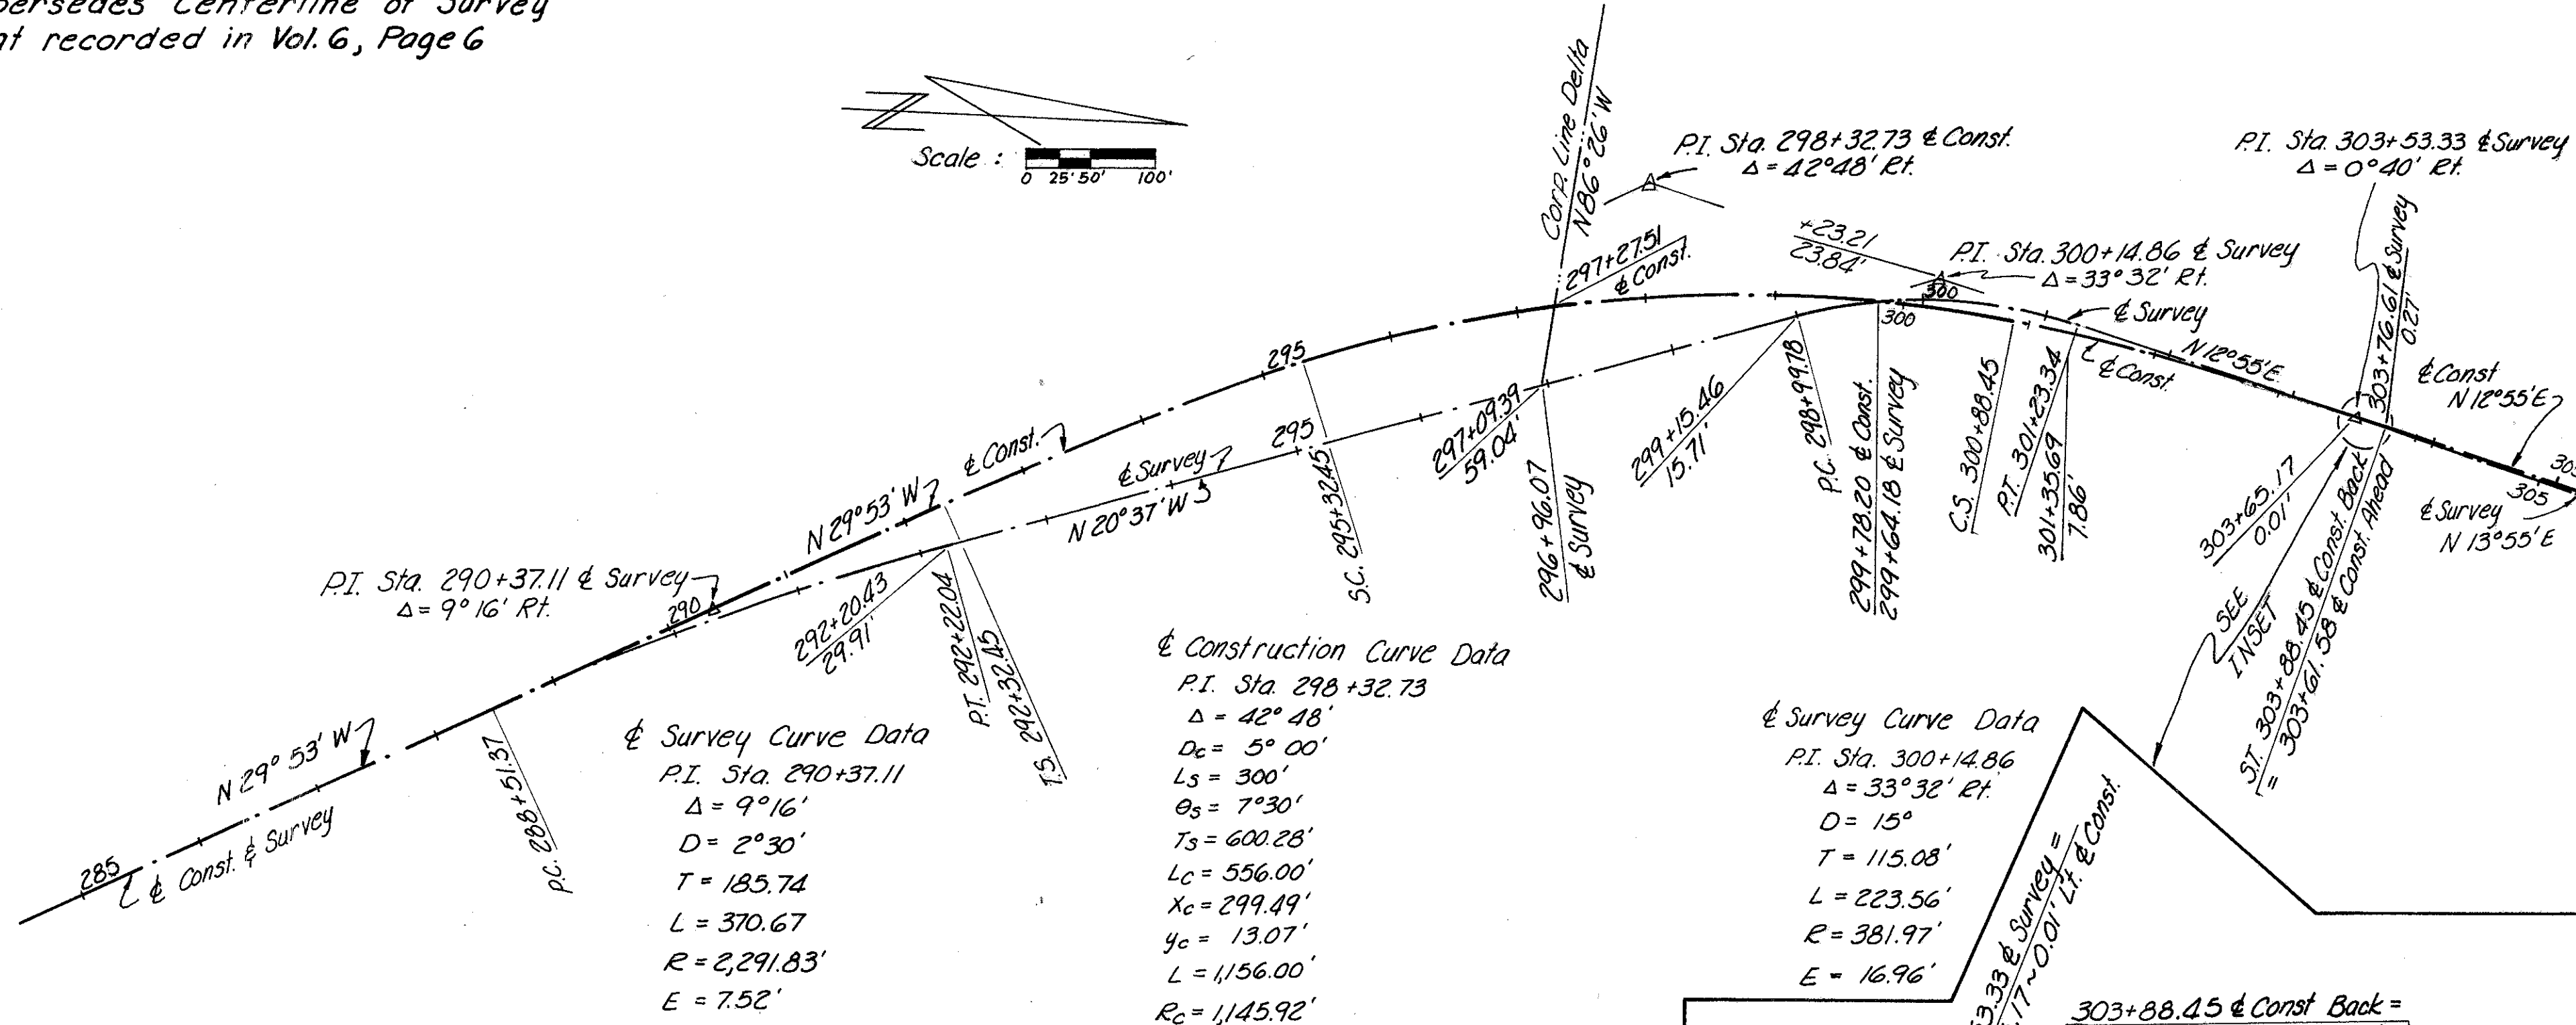 Centerline of Survey
recorded in Vol. 6, Page 6
Scale :
0 25' 50' 100'
Corp. Line Delta
N 86° 26' W
P.I. Sta. 298+32.73 ℄ Const.
Δ = 42° 48' Rt.
P.I. Sta. 303+53.33 ℄ Survey
Δ = 0° 40' Rt.
297+27.51
℄ Const.
+23.21
23.84'
P.I. Sta. 300+14.86 ℄ Survey
Δ = 33° 32' Rt.
300
300
℄ Survey
℄ Const.
N 12° 55' E
303+76.61 ℄ Survey
0.27'
℄ Const
N 12° 55' E
305
℄ Survey
N 13° 55' E
295
295
℄ Const.
℄ Survey
N 29° 53' W
N 20° 37' W
P.I. Sta. 290+37.11 ℄ Survey
Δ = 9° 16' Rt.
290
292+20.43
29.91'
P.T. 292+22.04
T.S. 292+32.45
S.C. 295+32.45
297+09.39
59.04'
296+96.07
℄ Survey
299+15.46
15.71'
P.C. 298+99.78
299+78.20 ℄ Const.
299+64.18 ℄ Survey
C.S. 300+88.45
P.T. 301+23.34
301+35.69
7.86'
303+65.17
0.01'
SEE
INSET
S.T. 303+88.45 ℄ Const. Back
= 303+61.58 ℄ Const. Ahead
N 29° 53' W
285
℄ Const. & Survey
P.C. 288+51.37
℄ Survey Curve Data
P.I. Sta. 290+37.11
Δ = 9°16'
D = 2°30'
T = 185.74
L = 370.67
R = 2,291.83'
E = 7.52'
℄ Construction Curve Data
P.I. Sta. 298+32.73
Δ = 42° 48'
Dc = 5° 00'
Ls = 300'
θs = 7°30'
Ts = 600.28'
Lc = 556.00'
Xc = 299.49'
yc = 13.07'
L = 1,156.00'
Rc = 1,145.92'
℄ Survey Curve Data
P.I. Sta. 300+14.86
Δ = 33° 32' Rt.
D = 15°
T = 115.08'
L = 223.56'
R = 381.97'
E = 16.96'
3.33 ℄ Survey =
.17 ~ 0.01' Lt. ℄ Const.
303+88.45 ℄ Const Back =